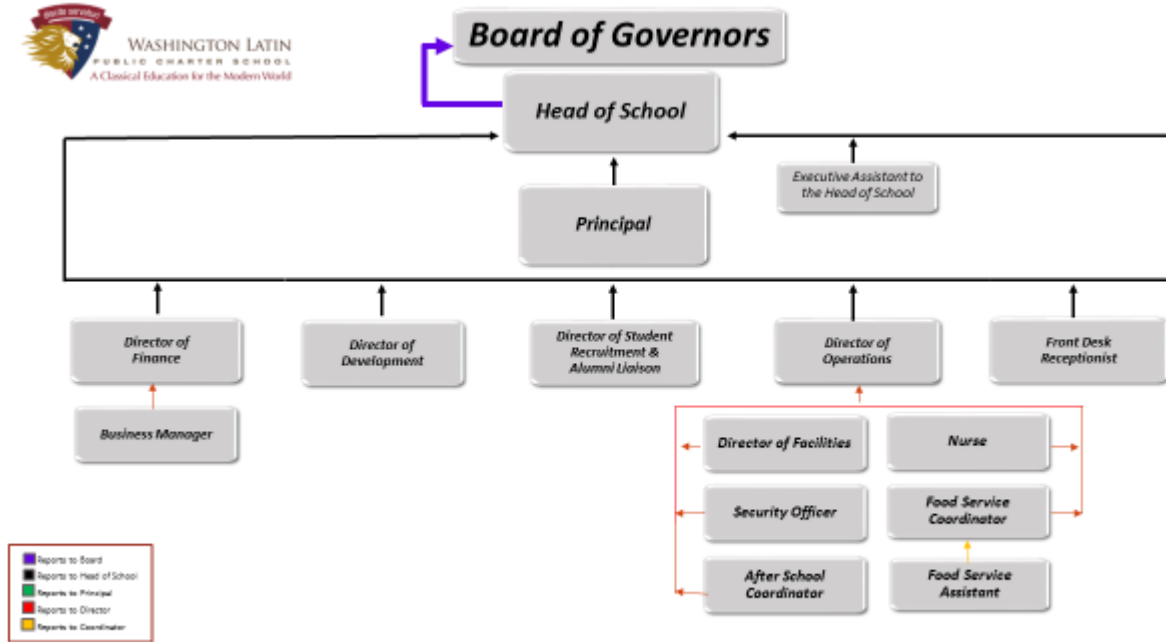 WASHINGTON LATIN
PUBLIC CHARTER SCHOOL
A Classical Education for the Modern World
Board of Governors
Head of School
Executive Assistant to
the Head of School
Principal
Director of
Finance
Director of
Development
Director of Student
Recruitment &
Alumni Liaison
Director of
Operations
Front Desk
Receptionist
Business Manager
Director of Facilities
Nurse
Security Officer
Food Service
Coordinator
After School
Coordinator
Food Service
Assistant
Reports to Board
Reports to Head of School
Reports to Principal
Reports to Director
Reports to Coordinator